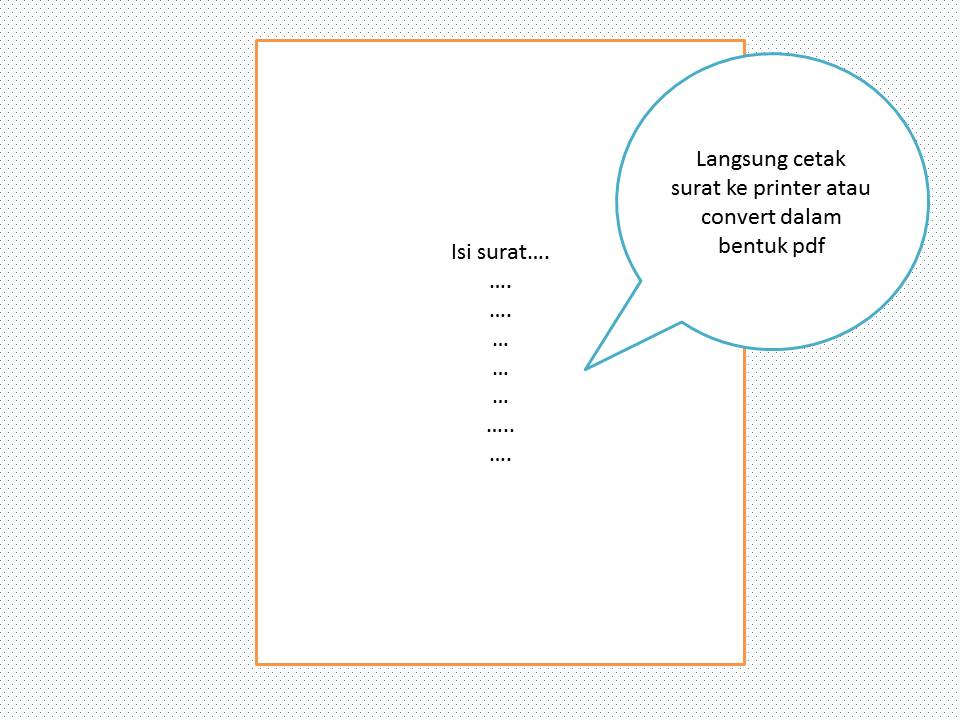 Langsung cetak
surat ke printer atau
convert dalam
bentuk pdf
Isi surat....
....
....
...
...
...
.....
....